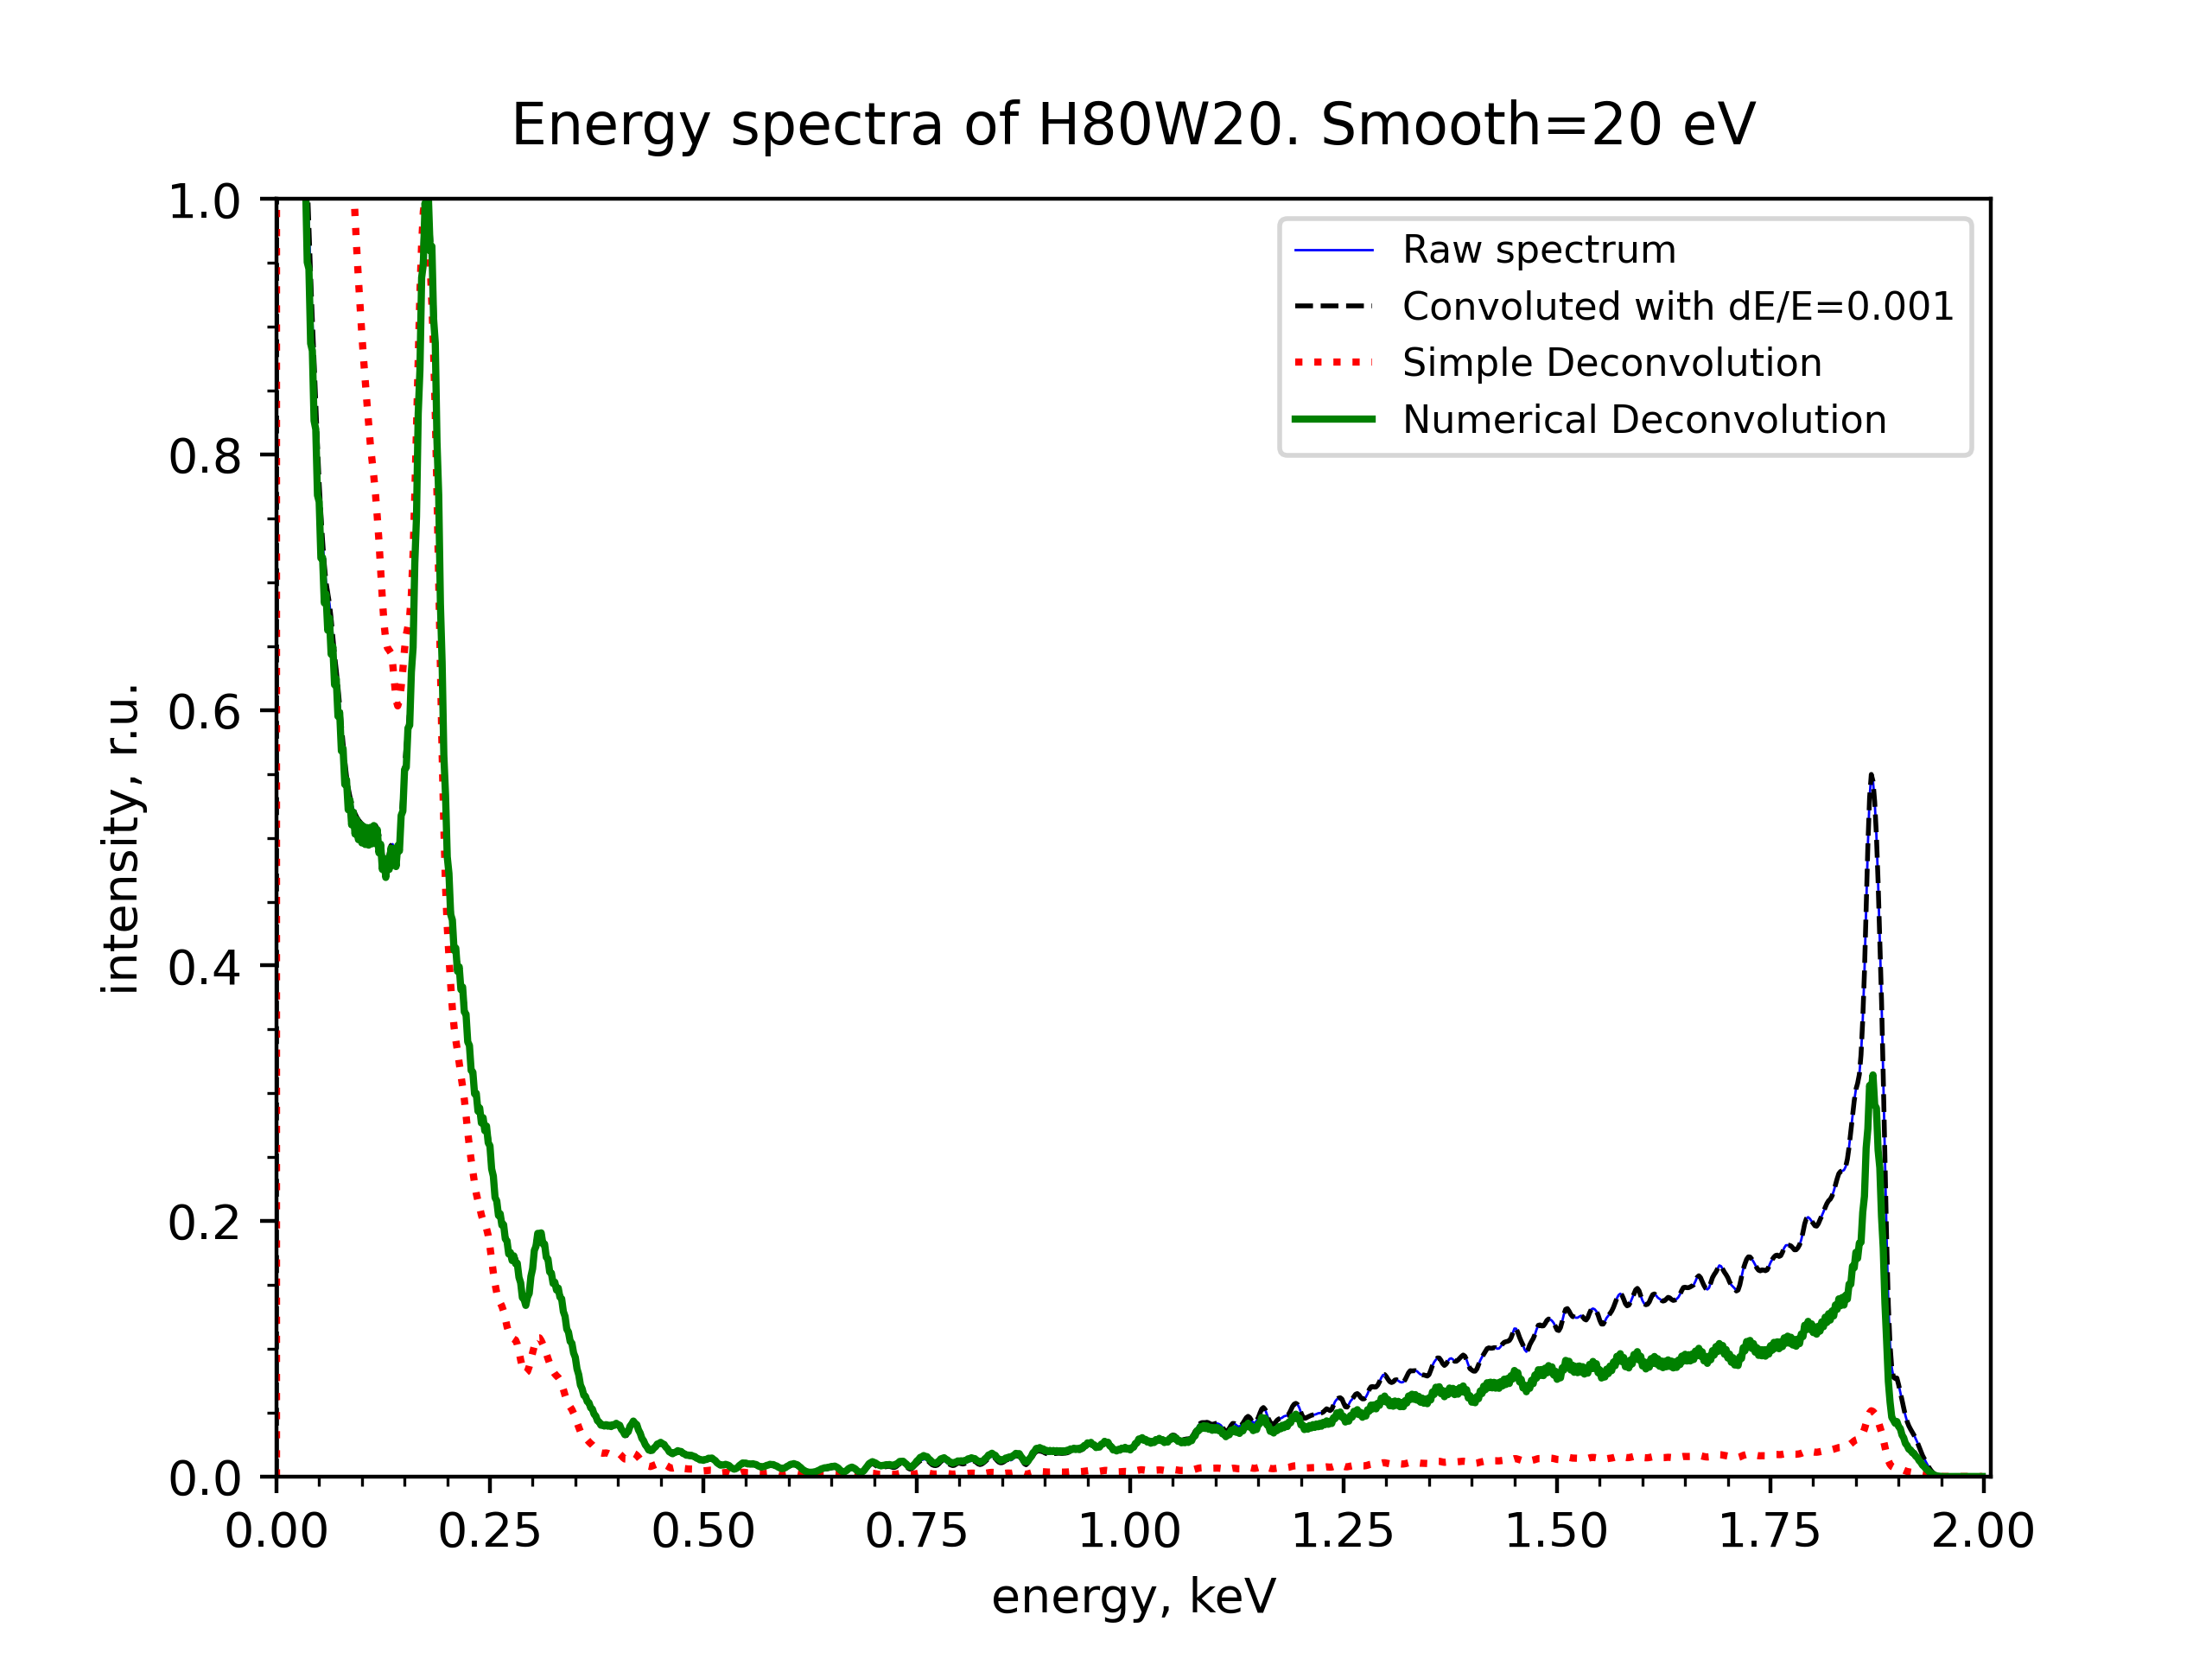 Energy spectra of H80W20. Smooth=20 eV
Raw spectrum
Convoluted with dE/E=0.001
Simple Deconvolution
Numerical Deconvolution
intensity, r.u.
1.0
0.8
0.6
0.4
0.2
0.0
0.00 0.25 0.50 0.75 1.00 1.25 1.50 1.75 2.00
energy, keV